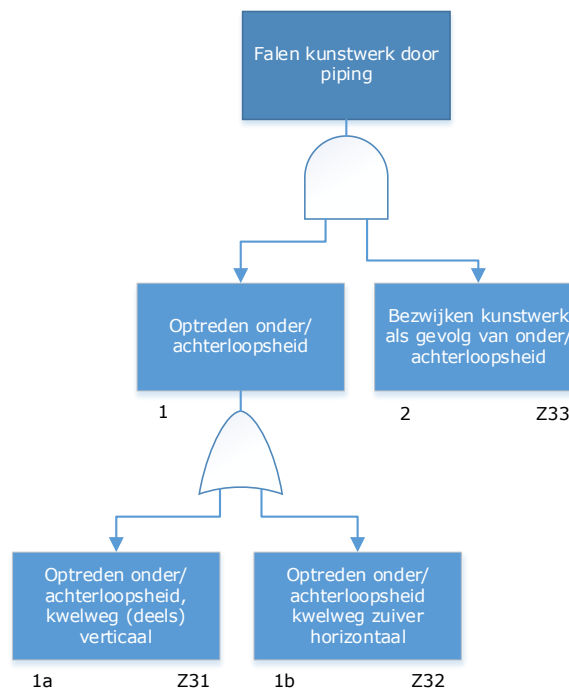 Falen kunstwerk door
piping
Optreden onder/
achterloopsheid
Bezwijken kunstwerk
als gevolg van onder/
achterloopsheid
1
2
Z33
Optreden onder/
achterloopsheid,
kwelweg (deels)
verticaal
Optreden onder/
achterloopsheid
kwelweg zuiver
horizontaal
1a
Z31
1b
Z32